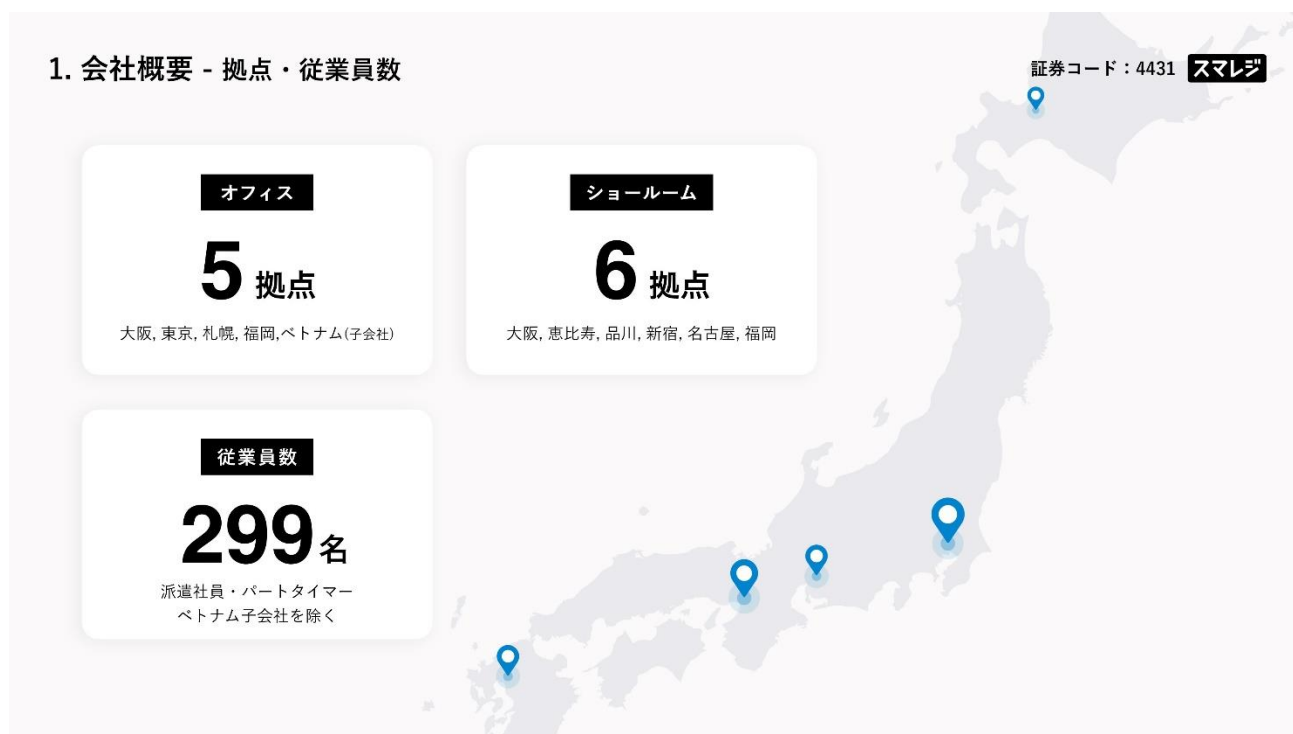 1. 会社概要 - 拠点・従業員数
証券コード：4431 スマレジ
オフィス
5 拠点
大阪, 東京, 札幌, 福岡,ベトナム(子会社)
ショールーム
6 拠点
大阪, 恵比寿, 品川, 新宿, 名古屋, 福岡
従業員数
299名
派遣社員・パートタイマー
ベトナム子会社を除く